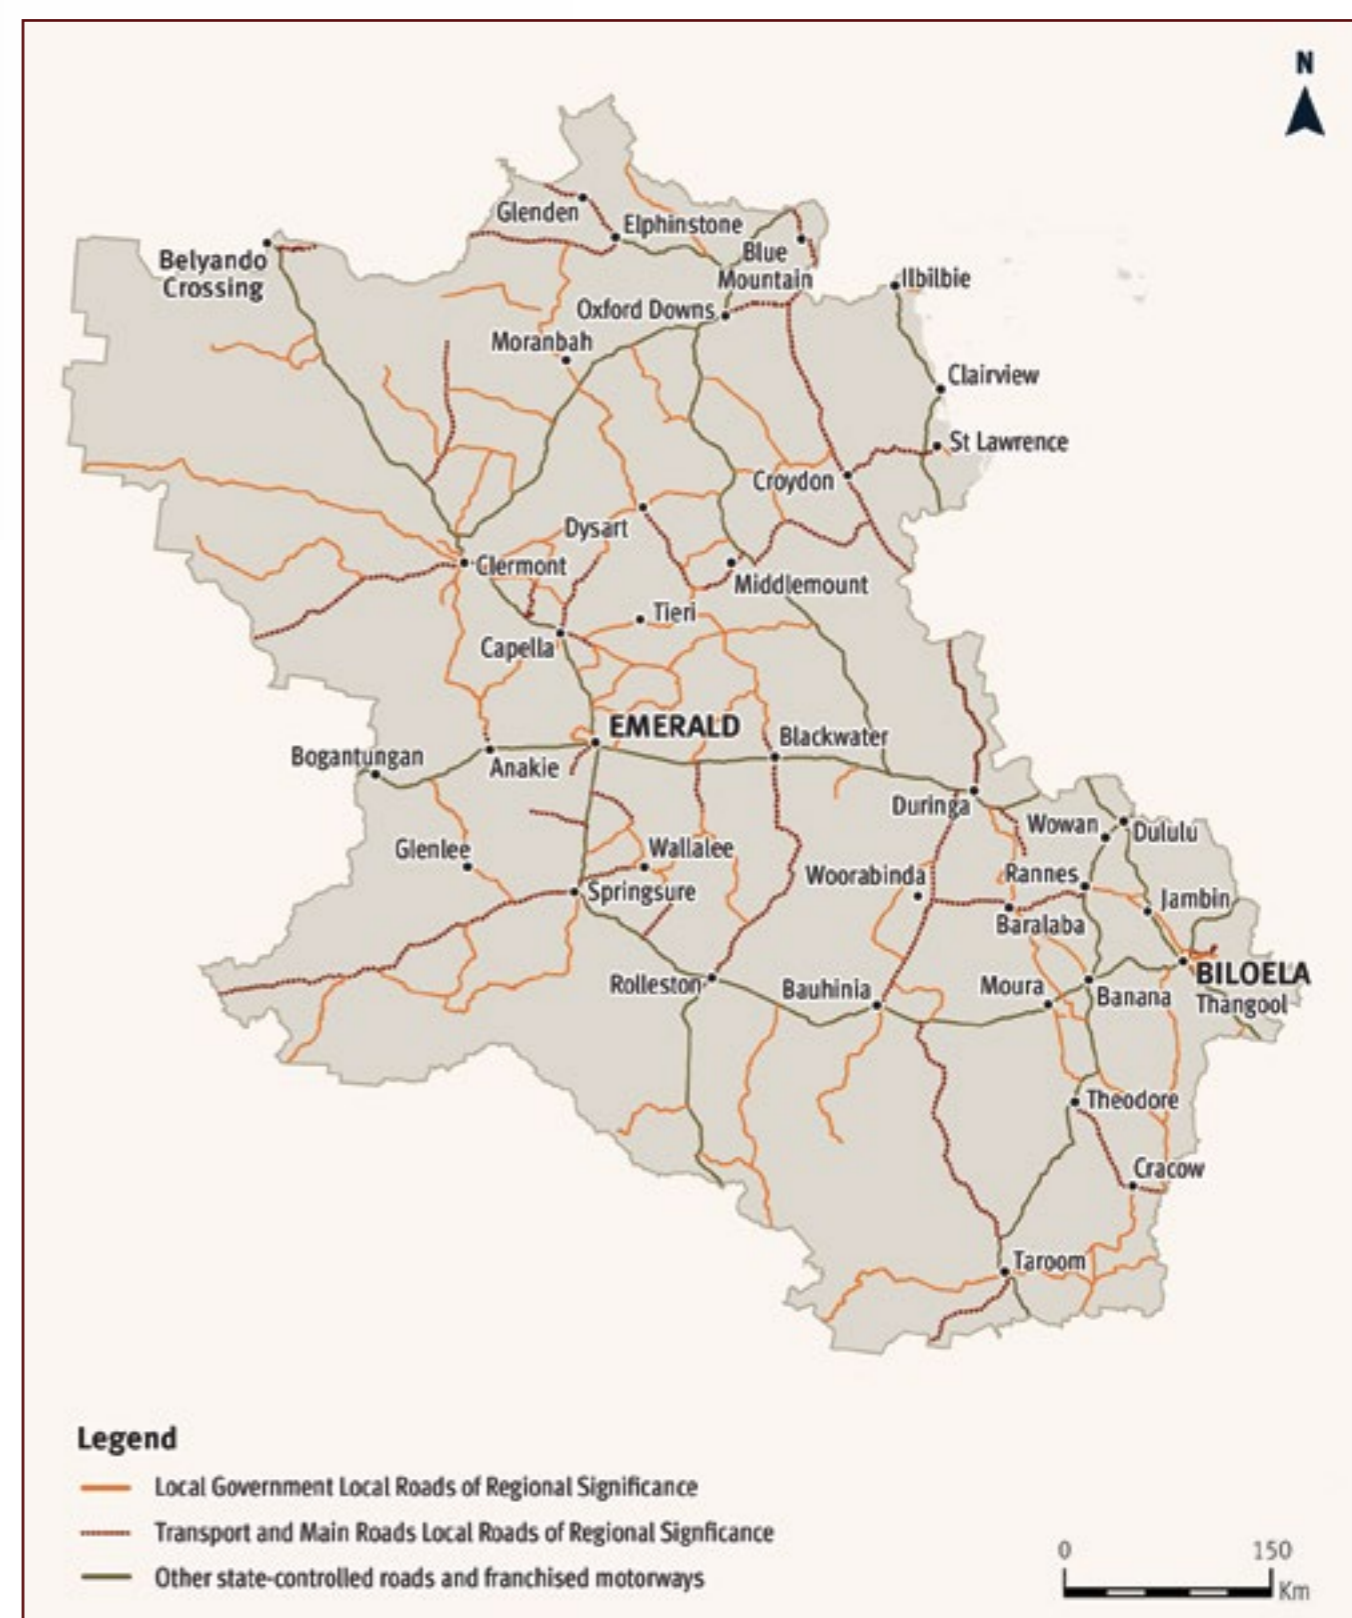 N
Glenden
Elphinstone
Belyando
Crossing
Blue
Mountain
Ilbilbie
Oxford Downs
Moranbah
Clairview
St Lawrence
Croydon
Dysart
Clermont
Middlemount
Tieri
Capella
EMERALD
Blackwater
Bogantungan
Anakie
Duringa
Wowan
Dululu
Glenlee
Wallalee
Woorabinda
Rannes
Springsure
Jambin
Baralaba
Rolleston
Bauhinia
Moura
BILOELA
Banana
Thangool
Theodore
Cracow
Taroom
Legend
Local Government Local Roads of Regional Significance
Transport and Main Roads Local Roads of Regional Signficance
Other state-controlled roads and franchised motorways
0 150
Km